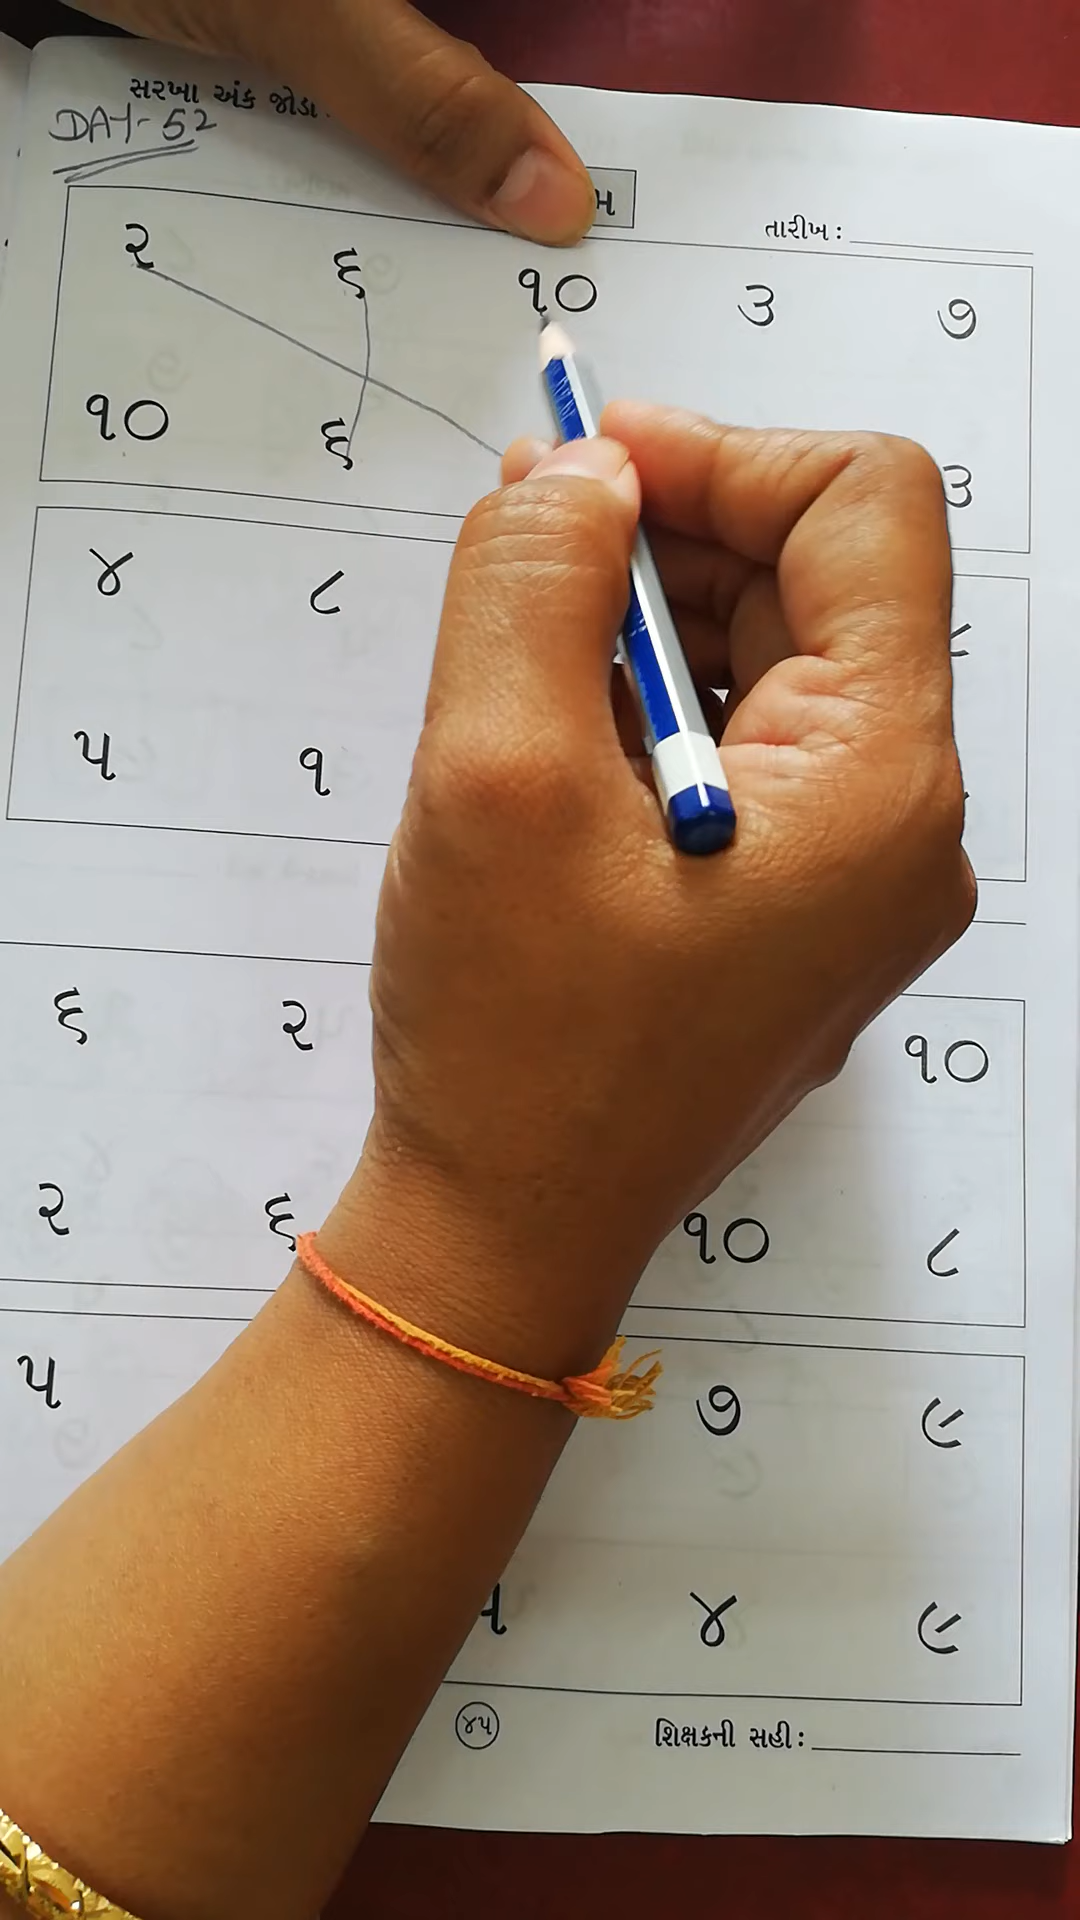 સરખા અંક જોડો.
DAY-52
તારીખ :
૨ ૬ ૧૦ ૩ ૭
૧૦ ૬ ૩
૪ ૮
૫ ૧
૬ ૨ ૧૦
૨ ૬ ૧૦ ૮
૫ ૭ ૯
૪ ૯
૪૫
શિક્ષકની સહી :